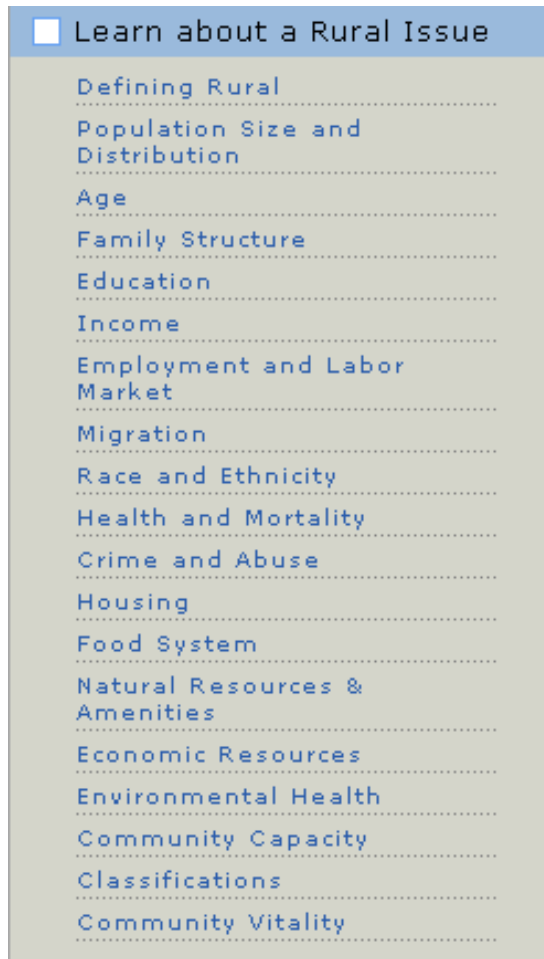 Learn about a Rural Issue
Defining Rural
Population Size and
Distribution
Age
Family Structure
Education
Income
Employment and Labor
Market
Migration
Race and Ethnicity
Health and Mortality
Crime and Abuse
Housing
Food System
Natural Resources &
Amenities
Economic Resources
Environmental Health
Community Capacity
Classifications
Community Vitality